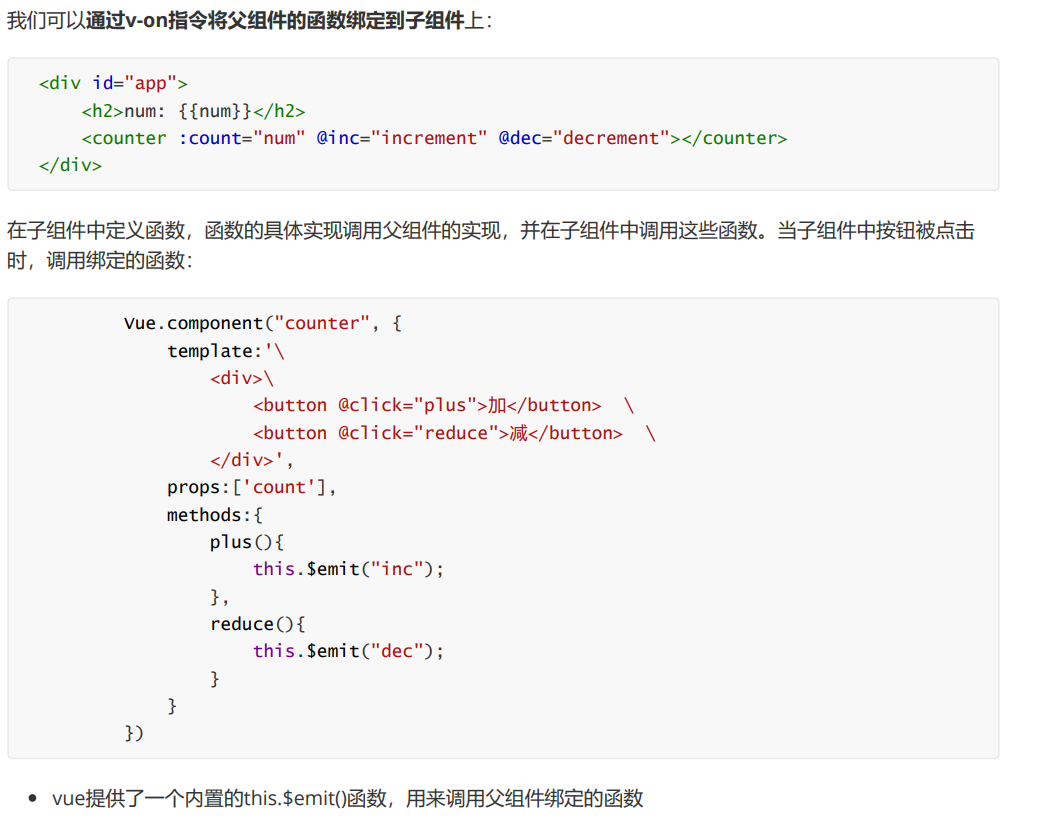 我们可以通过v-on指令将父组件的函数绑定到子组件上：
<div id="app">
    <h2>num: {{num}}</h2>
    <counter :count="num" @inc="increment" @dec="decrement"></counter>
</div>
在子组件中定义函数，函数的具体实现调用父组件的实现，并在子组件中调用这些函数。当子组件中按钮被点击
时，调用绑定的函数：
        Vue.component("counter", {
            template:'\
                <div>\
                    <button @click="plus">加</button>  \
                    <button @click="reduce">减</button>  \
                </div>',
            props:['count'],
            methods:{
                plus(){
                    this.$emit("inc");
                },
                reduce(){
                    this.$emit("dec");
                }
            }
        })
• vue提供了一个内置的this.$emit()函数，用来调用父组件绑定的函数